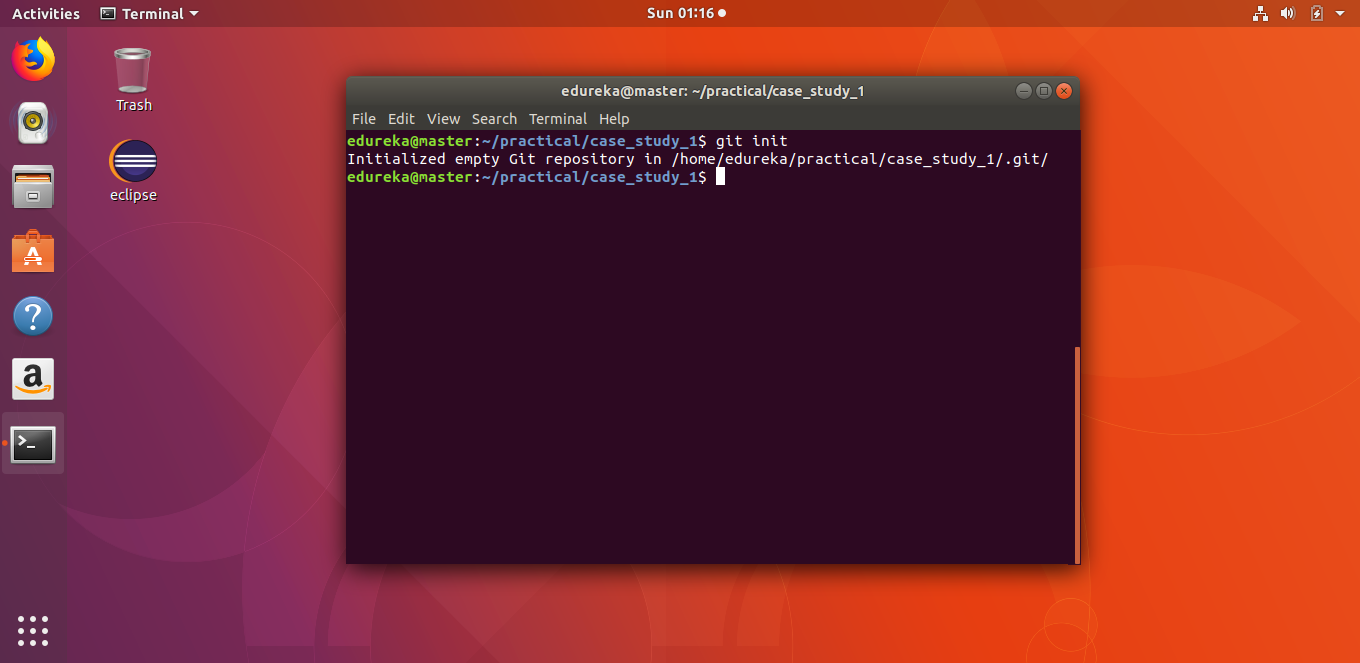 Activities Terminal Sun 01:16
Trash
eclipse
edureka@master: ~/practical/case_study_1
File Edit View Search Terminal Help
edureka@master:~/practical/case_study_1$ git init
Initialized empty Git repository in /home/edureka/practical/case_study_1/.git/
edureka@master:~/practical/case_study_1$